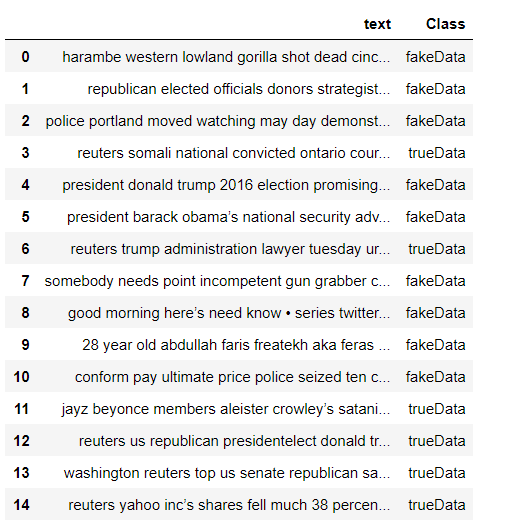 text Class
0 harambe western lowland gorilla shot dead cinc... fakeData
1 republican elected officials donors strategist... fakeData
2 police portland moved watching may day demonst... fakeData
3 reuters somali national convicted ontario cour... trueData
4 president donald trump 2016 election promising... fakeData
5 president barack obama’s national security adv... fakeData
6 reuters trump administration lawyer tuesday ur... trueData
7 somebody needs point incompetent gun grabber c... fakeData
8 good morning here’s need know • series twitter... fakeData
9 28 year old abdullah faris freatekh aka feras ... fakeData
10 conform pay ultimate price police seized ten c... fakeData
11 jayz beyonce members aleister crowley’s satani... trueData
12 reuters us republican presidentelect donald tr... trueData
13 washington reuters top us senate republican sa... trueData
14 reuters yahoo inc’s shares fell much 38 percen... trueData